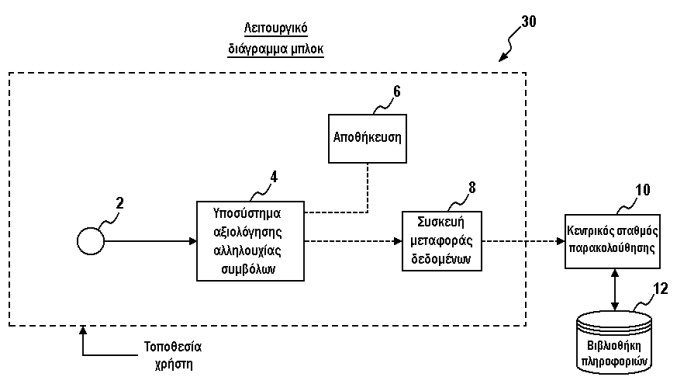 Λειτουργικό
διάγραμμα μπλοκ
30
6
Αποθήκευση
4
2
Υποσύστημα
αξιολόγησης
αλληλουχίας
συμβόλων
8
Συσκευή
μεταφοράς
δεδομένων
10
Κεντρικός σταθμός
παρακολούθησης
12
Βιβλιοθήκη
πληροφοριών
Τοποθεσία
χρήστη